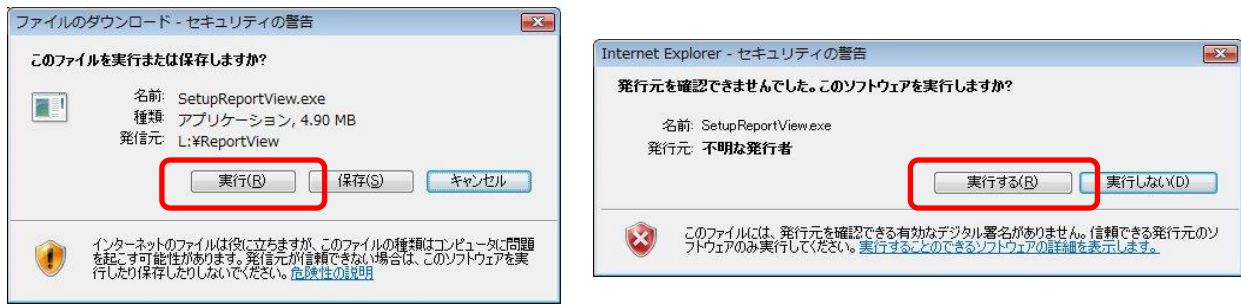 ファイルのダウンロード - セキュリティの警告
このファイルを実行または保存しますか?
名前: SetupReportView.exe
種類: アプリケーション, 4.90 MB
発信元: L:¥ReportView
実行(R)
保存(S)
キャンセル
インターネットのファイルは役に立ちますが、このファイルの種類はコンピュータに問題
を起こす可能性があります。発信元が信頼できない場合は、このソフトウェアを実
行したり保存したりしないでください。危険性の説明
Internet Explorer - セキュリティの警告
発行元を確認できませんでした。このソフトウェアを実行しますか?
名前: SetupReportView.exe
発行元: 不明な発行者
実行する(R)
実行しない(D)
このファイルには、発行元を確認できる有効なデジタル署名がありません。信頼できる発行元のソ
フトウェアのみ実行してください。実行することのできるソフトウェアの詳細を表示します。